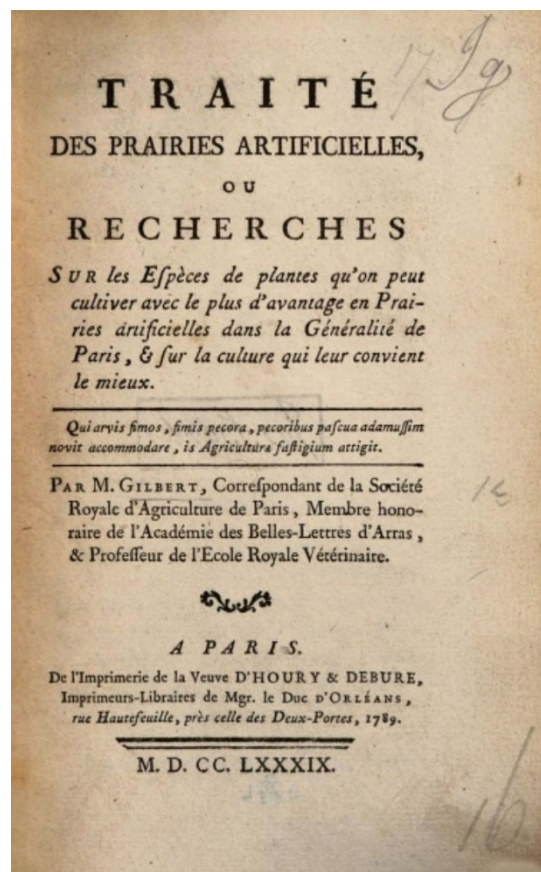 TRAITÉ
DES PRAIRIES ARTIFICIELLES,
OU
RECHERCHES
SUR les Eſpèces de plantes qu'on peut
cultiver avec le plus d'avantage en Prai-
ries artificielles dans la Généralité de
Paris, & ſur la culture qui leur convient
le mieux.
Qui arvis fimos, fimis pecora, pecoribus paſcua adamuſſim
novit accommodare, is Agriculturæ faſtigium attigit.
PAR M. GILBERT, Correſpondant de la Société
Royale d'Agriculture de Paris, Membre hono-
raire de l'Académie des Belles-Lettres d'Arras,
& Profeſſeur de l'Ecole Royale Vétérinaire.
A PARIS.
De l'Imprimerie de la Veuve D'HOURY & DEBURE,
Imprimeurs-Libraires de Mgr. le Duc D'ORLÉANS,
rue Hautefeuille, près celle des Deux-Portes, 1789.
M. D. CC. LXXXIX.
16